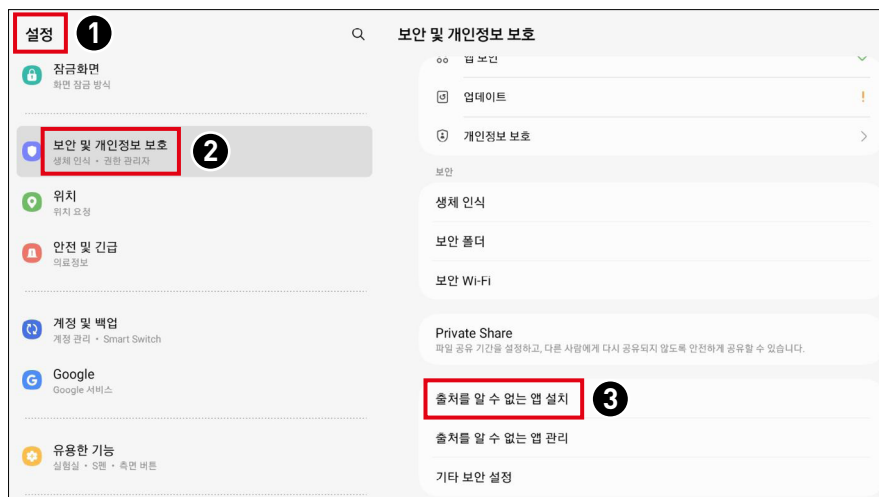 설정
1
잠금화면
화면 잠금 방식
보안 및 개인정보 보호
생체 인식 • 권한 관리자
2
위치
위치 요청
안전 및 긴급
의료정보
계정 및 백업
계정 관리 • Smart Switch
Google
Google 서비스
유용한 기능
실험실 • S펜 • 측면 버튼
보안 및 개인정보 보호
앱 보안
업데이트
!
개인정보 보호
보안
생체 인식
보안 폴더
보안 Wi-Fi
Private Share
파일 공유 기간을 설정하고, 다른 사람에게 다시 공유되지 않도록 안전하게 공유할 수 있습니다.
출처를 알 수 없는 앱 설치
3
출처를 알 수 없는 앱 관리
기타 보안 설정